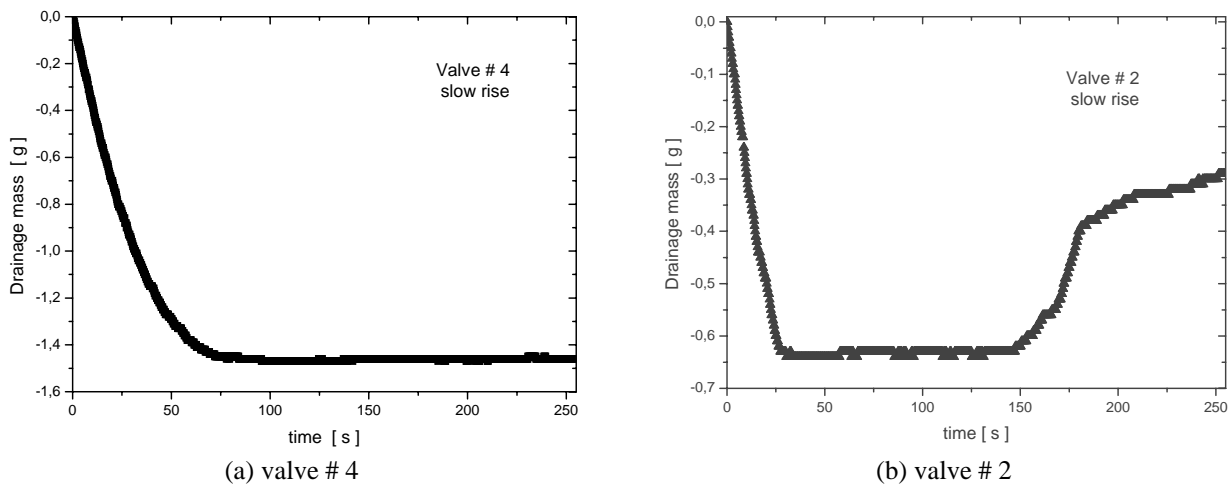 0,0
-0,2
-0,4
-0,6
-0,8
-1,0
-1,2
-1,4
-1,6
Drainage mass [ g ]
Valve # 4
slow rise
0
50
100
150
200
250
time [ s ]
(a) valve # 4
0,0
-0,1
-0,2
-0,3
-0,4
-0,5
-0,6
-0,7
Drainage mass [ g ]
Valve # 2
slow rise
0
50
100
150
200
250
time [ s ]
(b) valve # 2